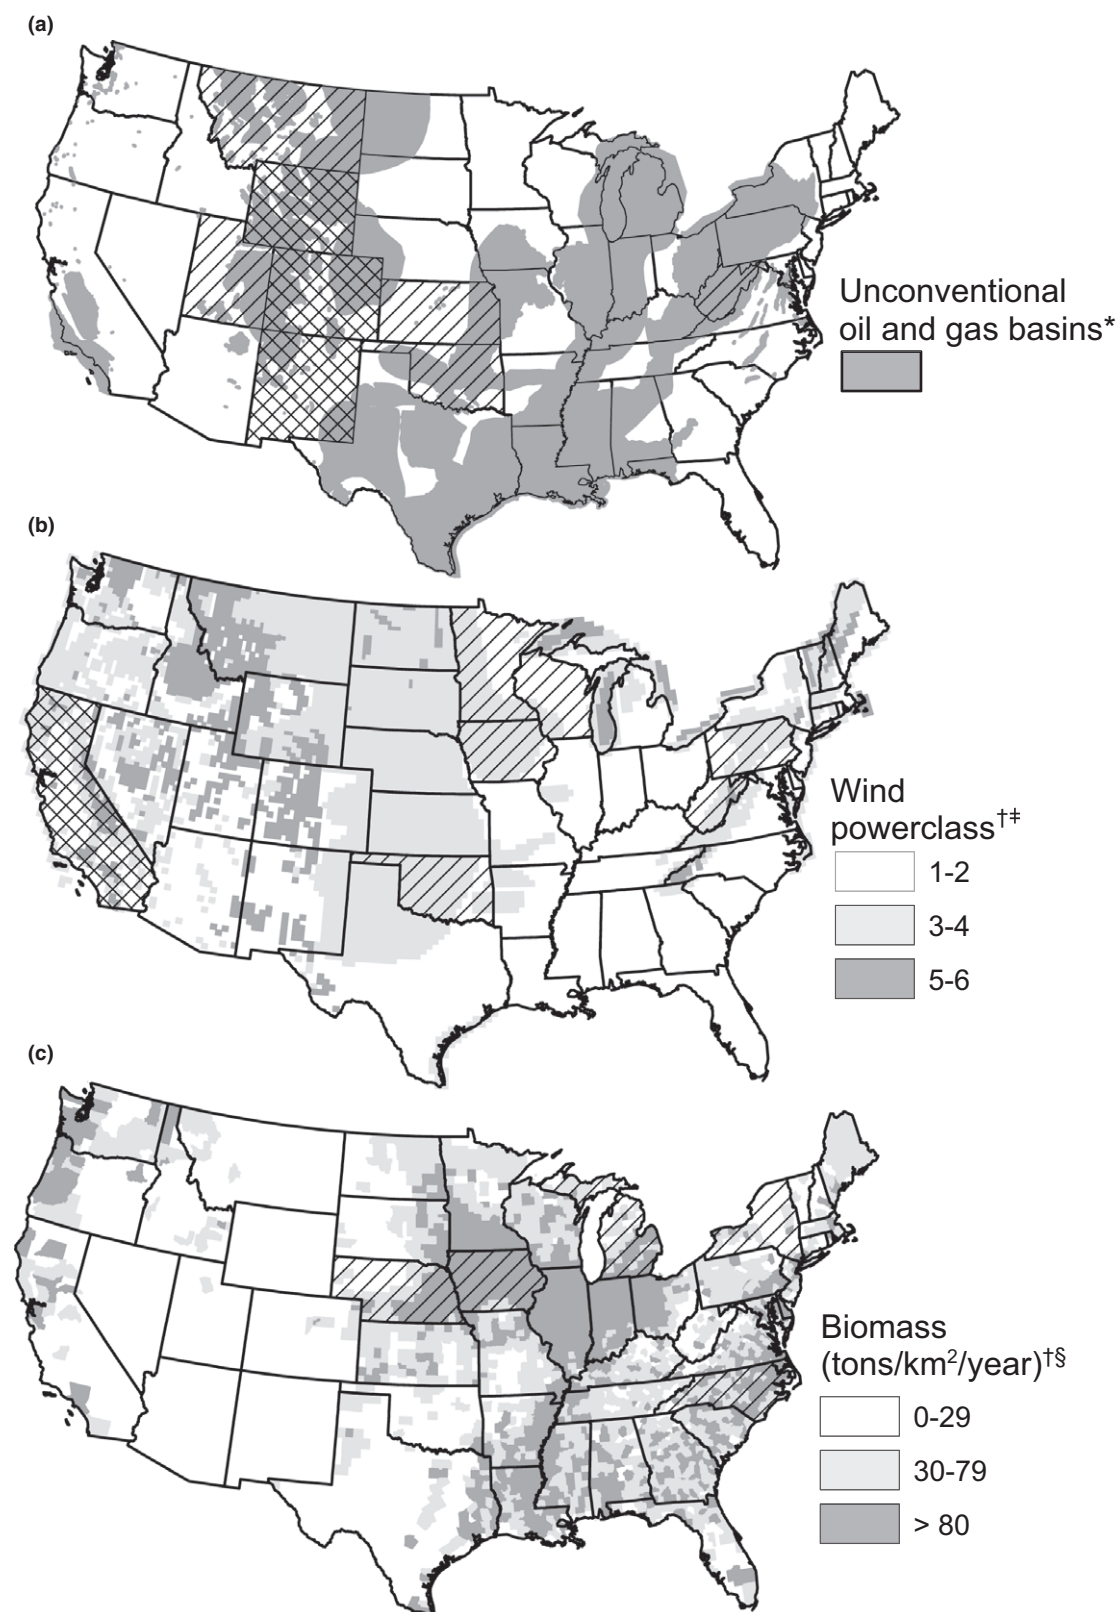 (a)
Unconventional
oil and gas basins*
(b)
Wind
powerclass†‡
1-2
3-4
5-6
(c)
Biomass
(tons/km²/year)†§
0-29
30-79
> 80